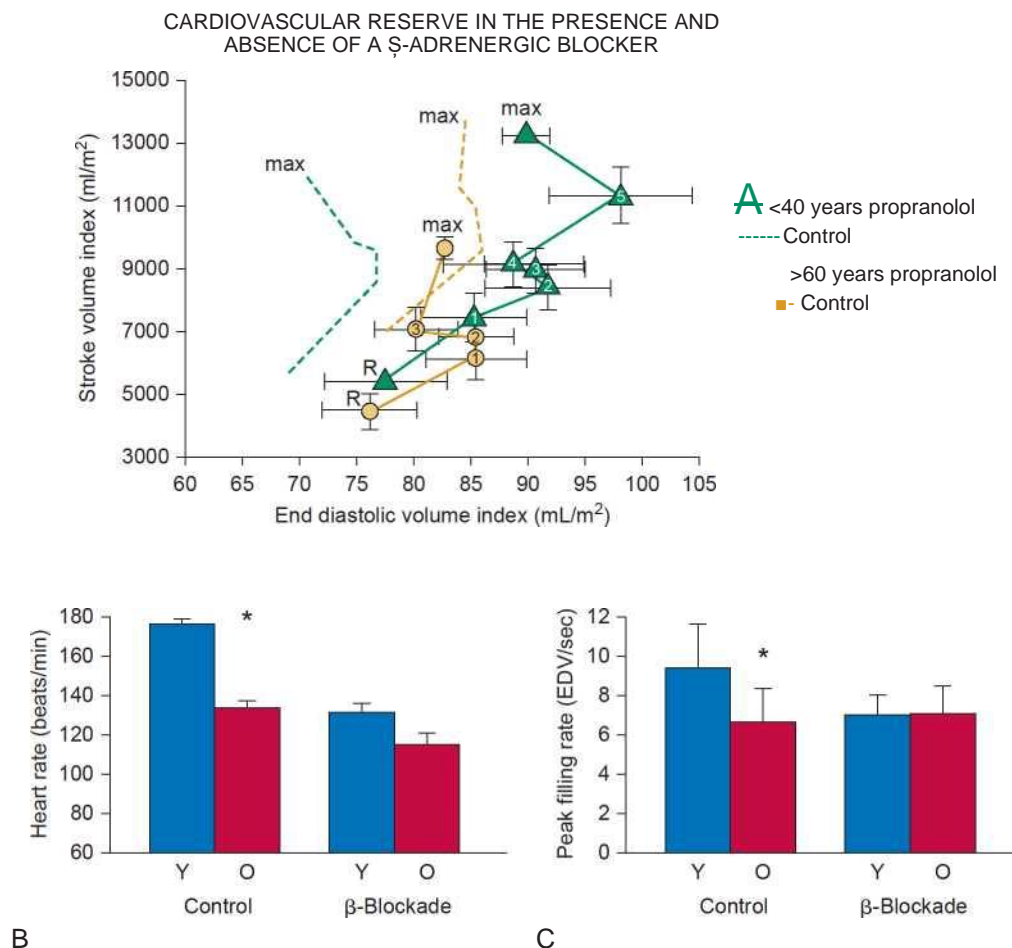 CARDIOVASCULAR RESERVE IN THE PRESENCE AND
ABSENCE OF A Ș-ADRENERGIC BLOCKER
15000
13000
11000
9000
7000
5000
3000
Stroke volume index (ml/m²)
max
max
max
max
5
4
3
2
1
3
2
1
R
R
60 65 70 75 80 85 90 95 100 105
End diastolic volume index (mL/m²)
A <40 years propranolol
Control
>60 years propranolol
Control
180
160
140
120
100
80
60
Heart rate (beats/min)
*
Y O Y O
Control β-Blockade
B
12
10
8
6
4
2
0
Peak filling rate (EDV/sec)
*
Y O Y O
Control β-Blockade
C